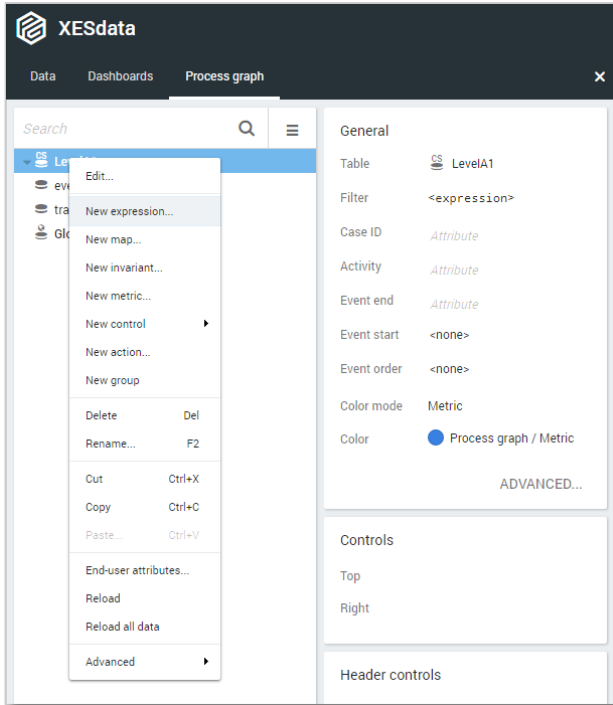 XESdata
Data Dashboards Process graph
Search
Edit...
New expression...
New map...
New invariant...
New metric...
New control
New action...
New group
Delete Del
Rename... F2
Cut Ctrl+X
Copy Ctrl+C
Paste... Ctrl+V
End-user attributes...
Reload
Reload all data
Advanced
General
Table CS LevelA1
Filter <expression>
Case ID Attribute
Activity Attribute
Event end Attribute
Event start <none>
Event order <none>
Color mode Metric
Color Process graph / Metric
ADVANCED...
Controls
Top
Right
Header controls